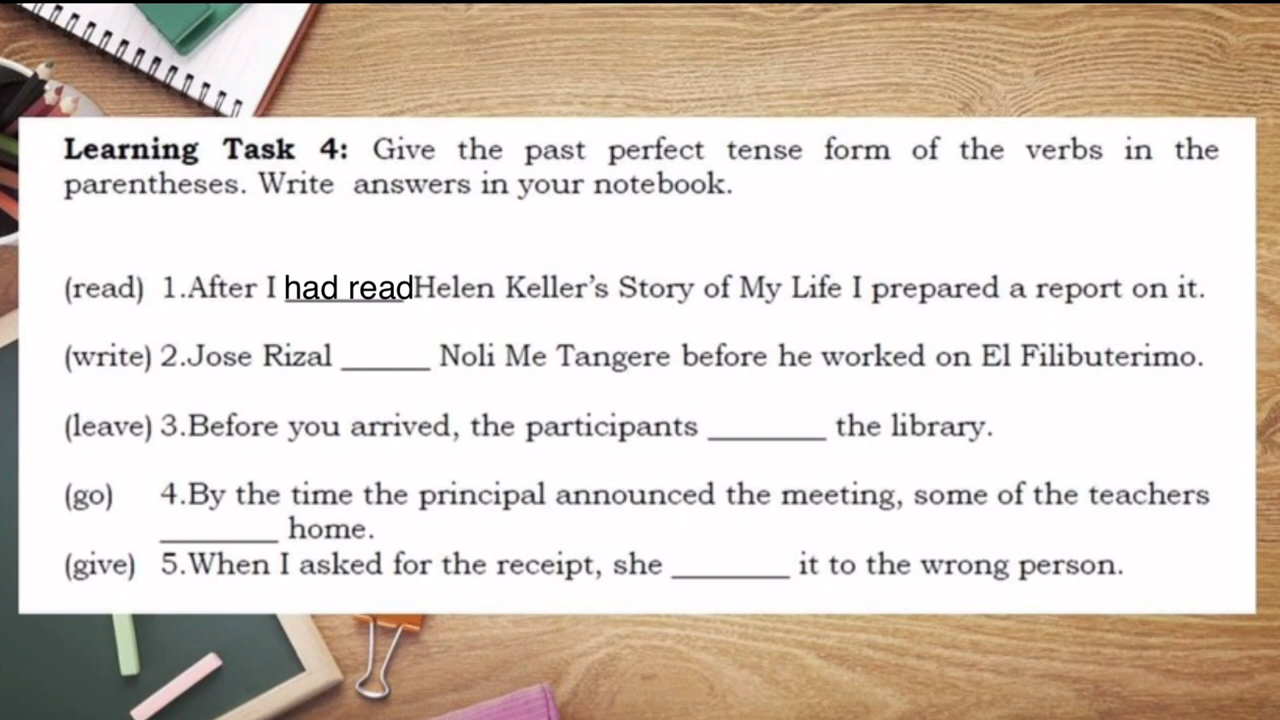 Learning Task 4: Give the past perfect tense form of the verbs in the
parentheses. Write answers in your notebook.
(read) 1.After I had readHelen Keller's Story of My Life I prepared a report on it.
(write) 2.Jose Rizal ______ Noli Me Tangere before he worked on El Filibuterimo.
(leave) 3.Before you arrived, the participants ________ the library.
(go) 4.By the time the principal announced the meeting, some of the teachers
________ home.
(give) 5.When I asked for the receipt, she ________ it to the wrong person.